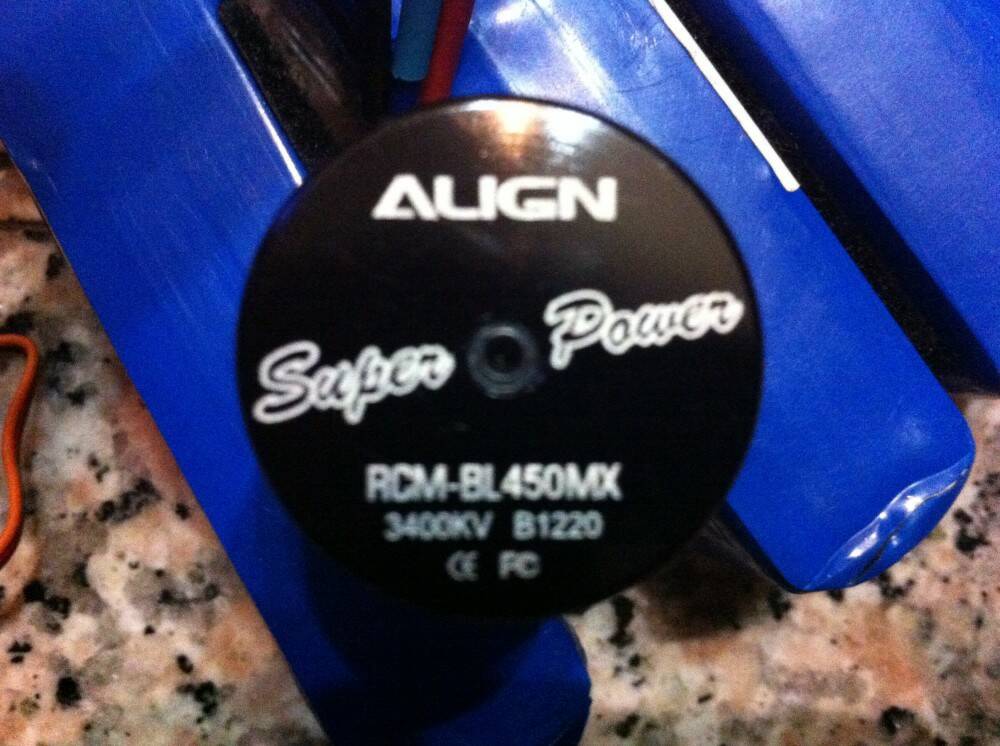 ALIGN
Super Power
RCM-BL450MX
3400KV B1220
CE FC